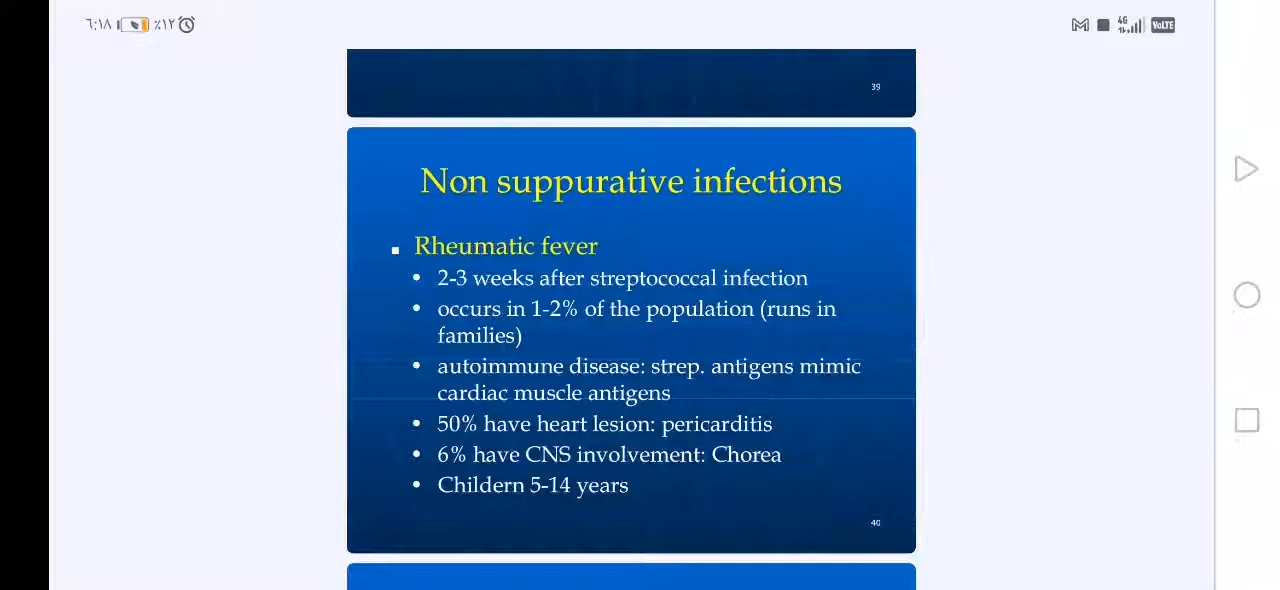 ٦:١٨ ٪١٢
4G
VoLTE
39
Non suppurative infections
Rheumatic fever
• 2-3 weeks after streptococcal infection
• occurs in 1-2% of the population (runs in
families)
• autoimmune disease: strep. antigens mimic
cardiac muscle antigens
• 50% have heart lesion: pericarditis
• 6% have CNS involvement: Chorea
• Childern 5-14 years
40